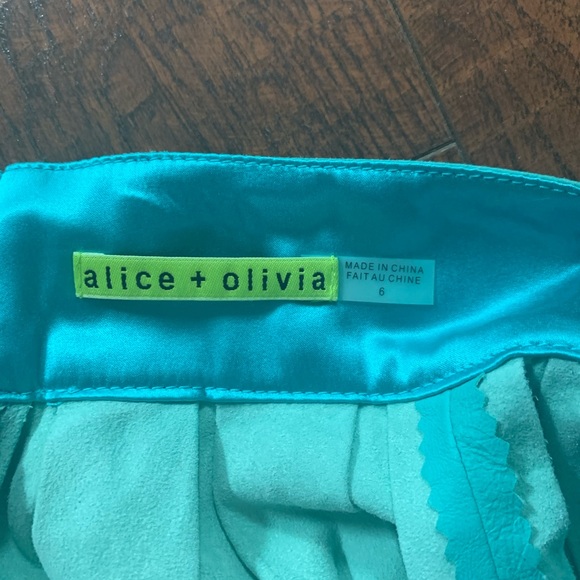 alice + olivia
MADE IN CHINA
FAIT AU CHINE
6